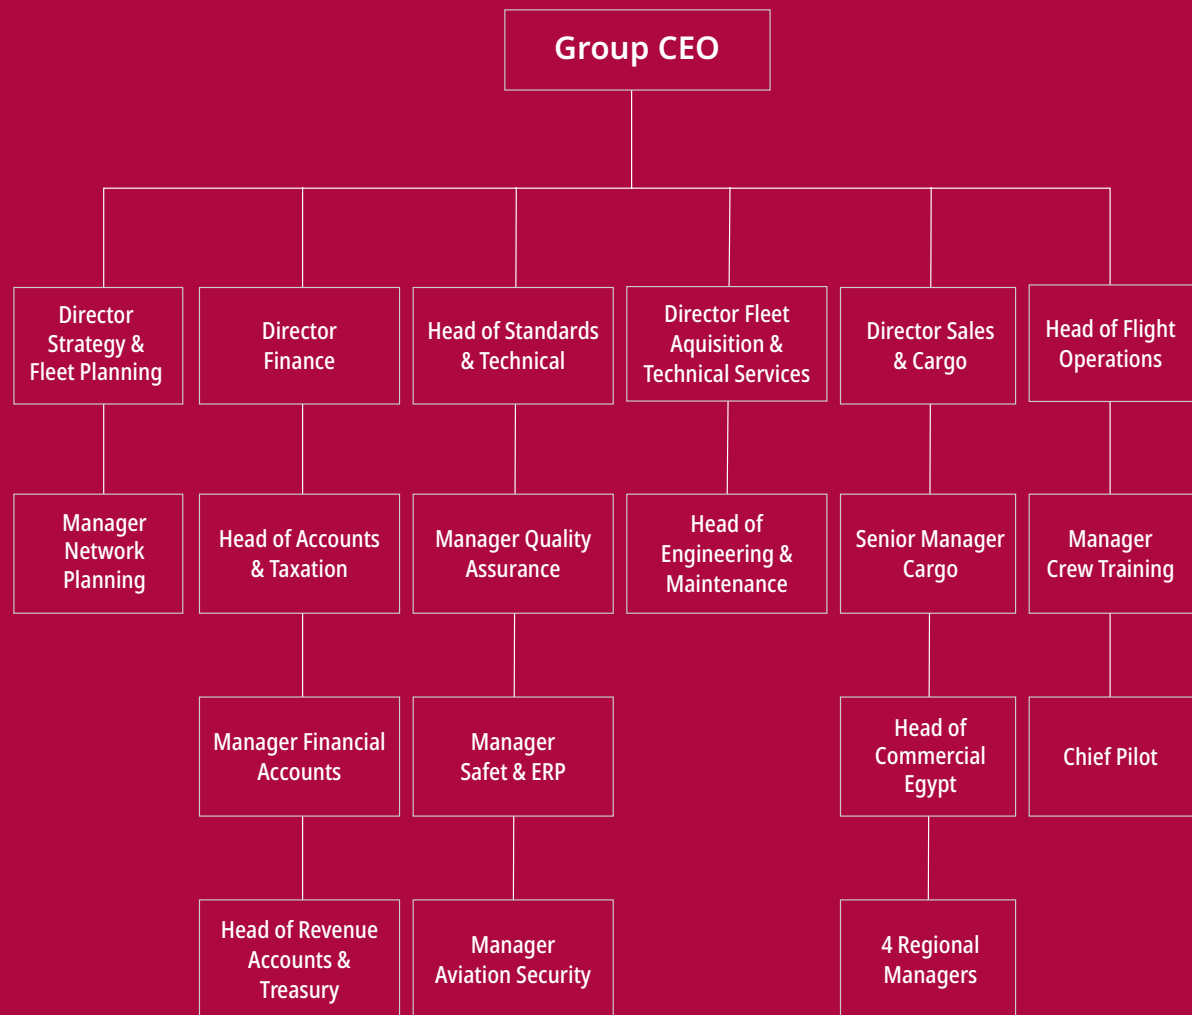 Group CEO
Director
Strategy &
Fleet Planning
Director
Finance
Head of Standards
& Technical
Director Fleet
Aquisition &
Technical Services
Director Sales
& Cargo
Head of Flight
Operations
Manager
Network
Planning
Head of Accounts
& Taxation
Manager Quality
Assurance
Head of
Engineering &
Maintenance
Senior Manager
Cargo
Manager
Crew Training
Manager Financial
Accounts
Manager
Safet & ERP
Head of
Commercial
Egypt
Chief Pilot
Head of Revenue
Accounts &
Treasury
Manager
Aviation Security
4 Regional
Managers